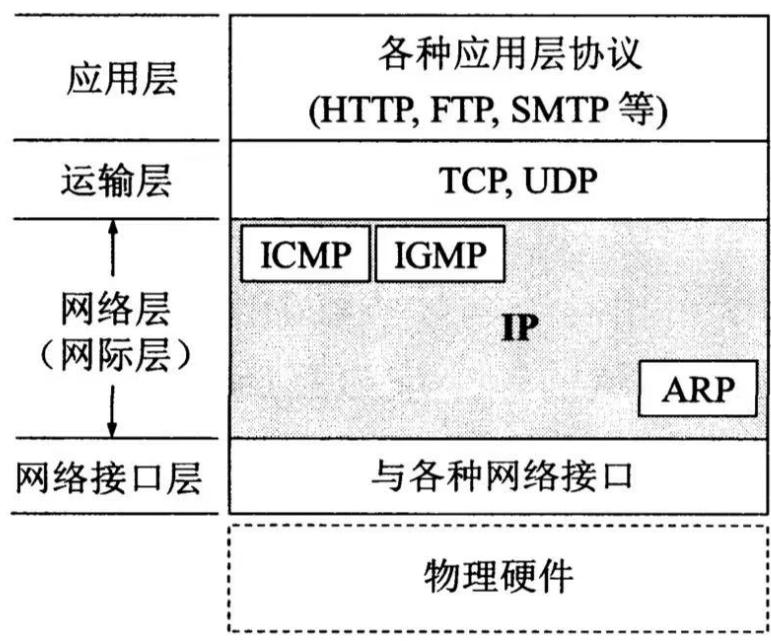 应用层
各种应用层协议
(HTTP, FTP, SMTP 等)
运输层
TCP, UDP
ICMP
IGMP
网络层
（网际层）
IP
ARP
网络接口层
与各种网络接口
物理硬件